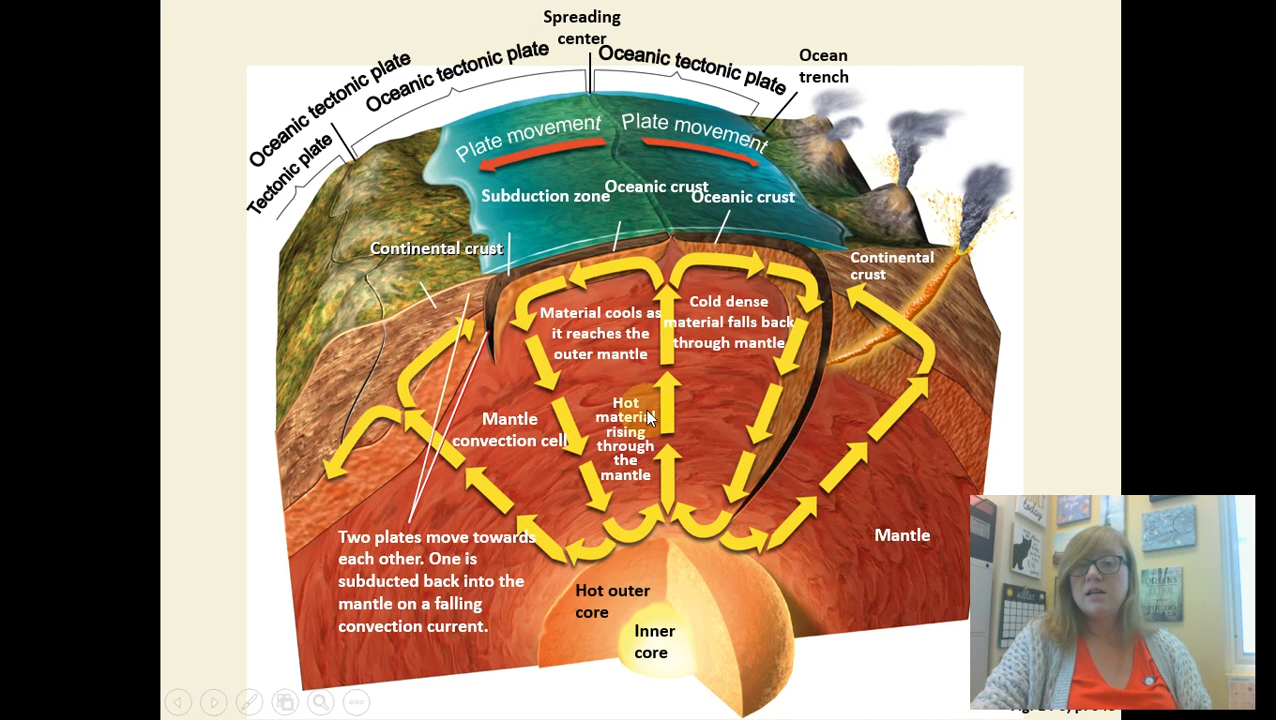 Spreading
center
Oceanic tectonic plate
Oceanic tectonic plate
Oceanic tectonic plate
Tectonic plate
Ocean
trench
Plate movement
Plate movement
Subduction zone
Oceanic crust
Oceanic crust
Continental crust
Continental
crust
Material cools as
it reaches the
outer mantle
Cold dense
material falls back
through mantle
Hot
material
rising
through
the
mantle
Mantle
convection cell
Two plates move towards
each other. One is
subducted back into the
mantle on a falling
convection current.
Mantle
Hot outer
core
Inner
core
today
AUGUST